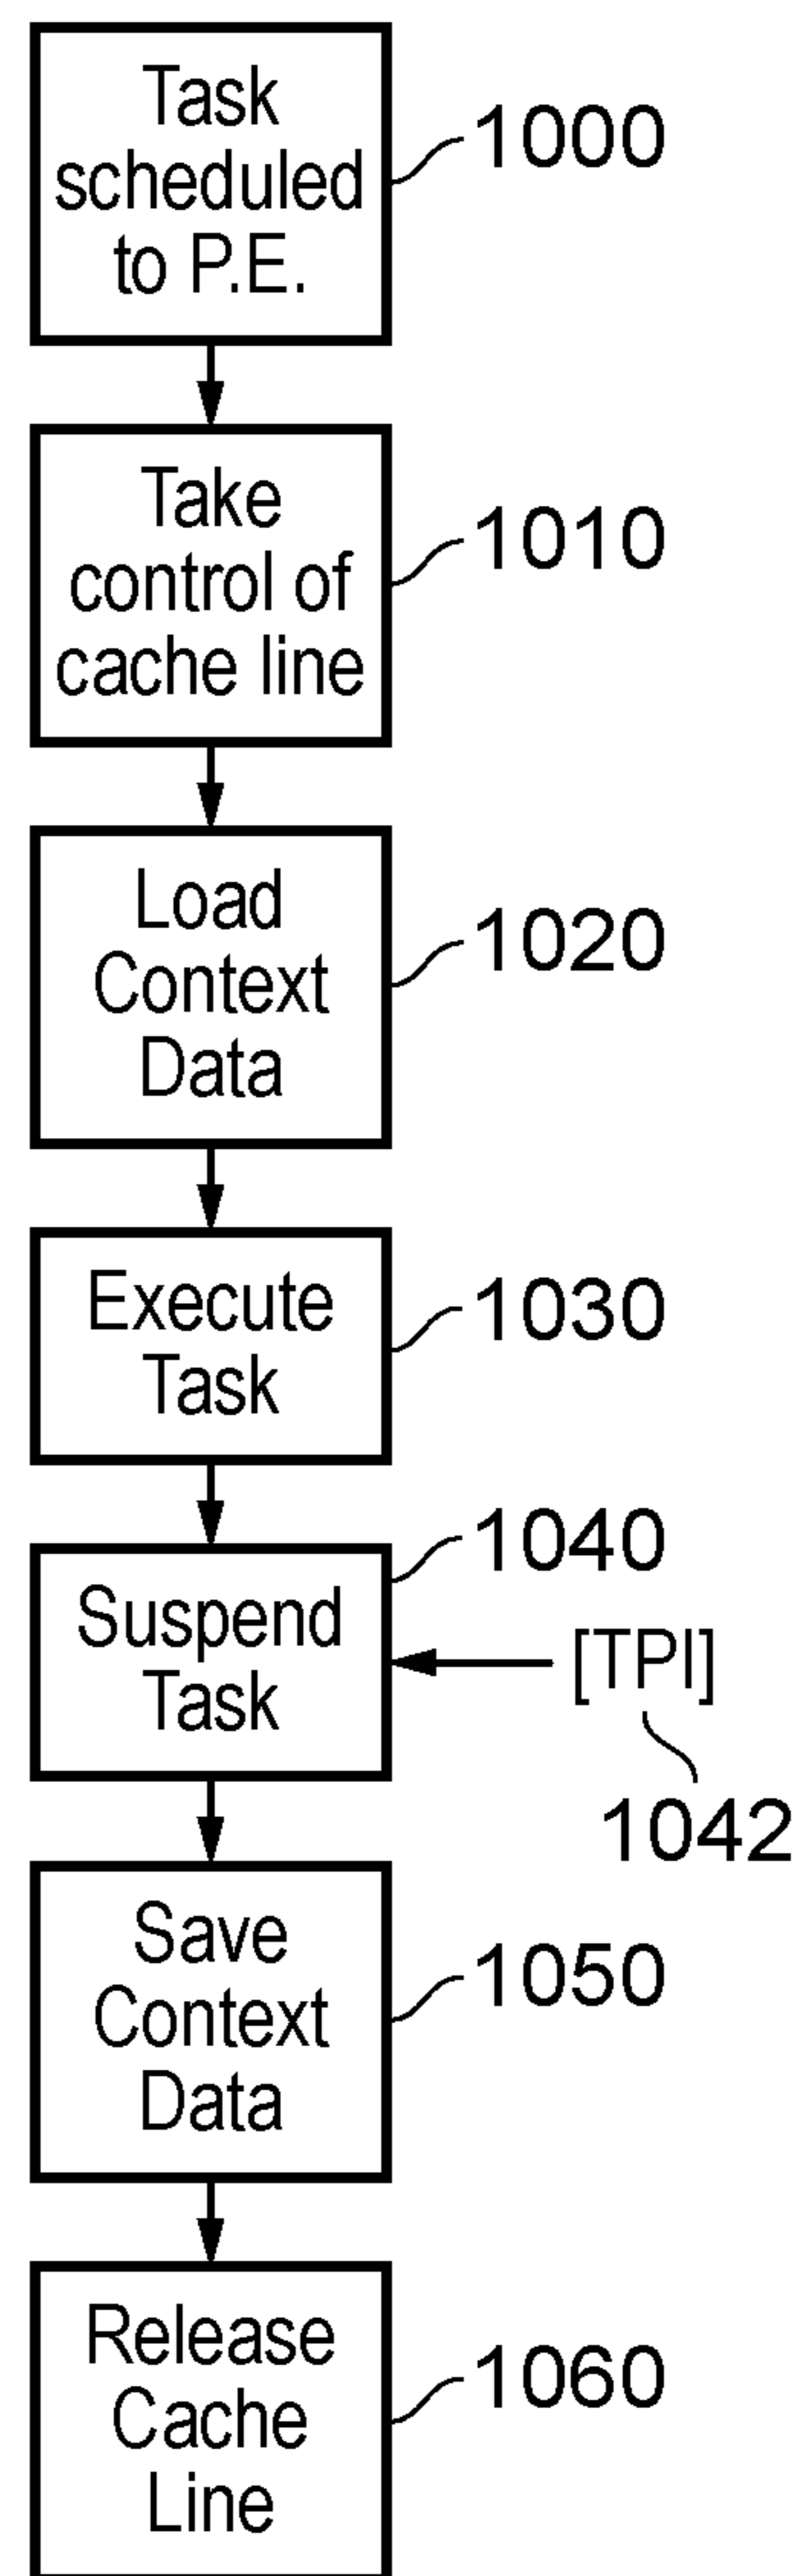 Task
scheduled
to P.E.
1000
Take
control of
cache line
1010
Load
Context
Data
1020
Execute
Task
1030
Suspend
Task
1040
[TPI]
1042
Save
Context
Data
1050
Release
Cache
Line
1060